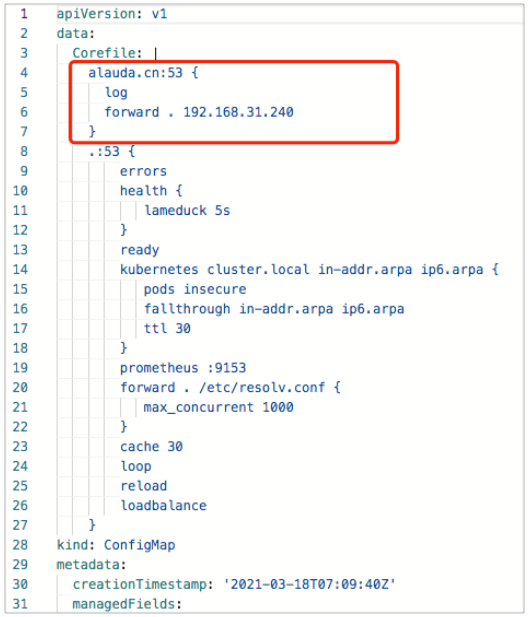 1 apiVersion: v1
2 data:
3 Corefile: |
4 alauda.cn:53 {
5 log
6 forward . 192.168.31.240
7 }
8 .:53 {
9 errors
10 health {
11 lameduck 5s
12 }
13 ready
14 kubernetes cluster.local in-addr.arpa ip6.arpa {
15 pods insecure
16 fallthrough in-addr.arpa ip6.arpa
17 ttl 30
18 }
19 prometheus :9153
20 forward . /etc/resolv.conf {
21 max_concurrent 1000
22 }
23 cache 30
24 loop
25 reload
26 loadbalance
27 }
28 kind: ConfigMap
29 metadata:
30 creationTimestamp: '2021-03-18T07:09:40Z'
31 managedFields: